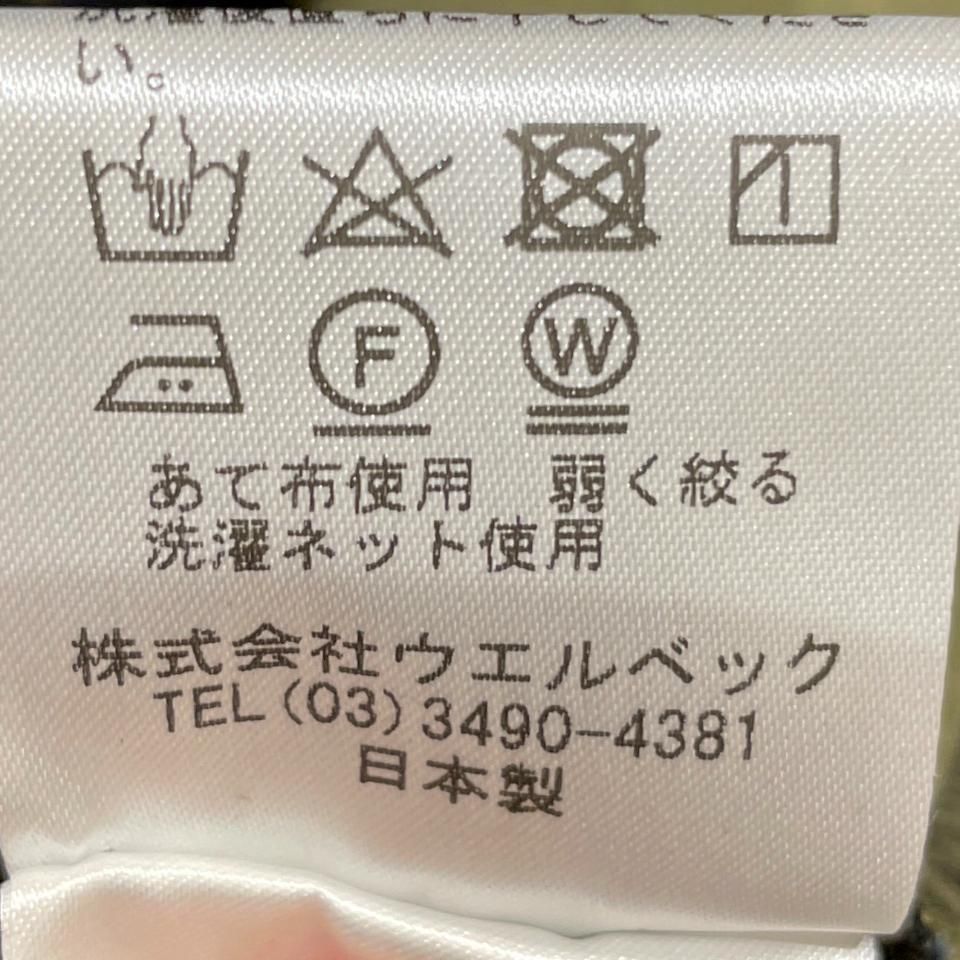 い。
F
W
あて布使用　弱く絞る
洗濯ネット使用
株式会社ウエルベック
TEL(03)3490-4381
日本製